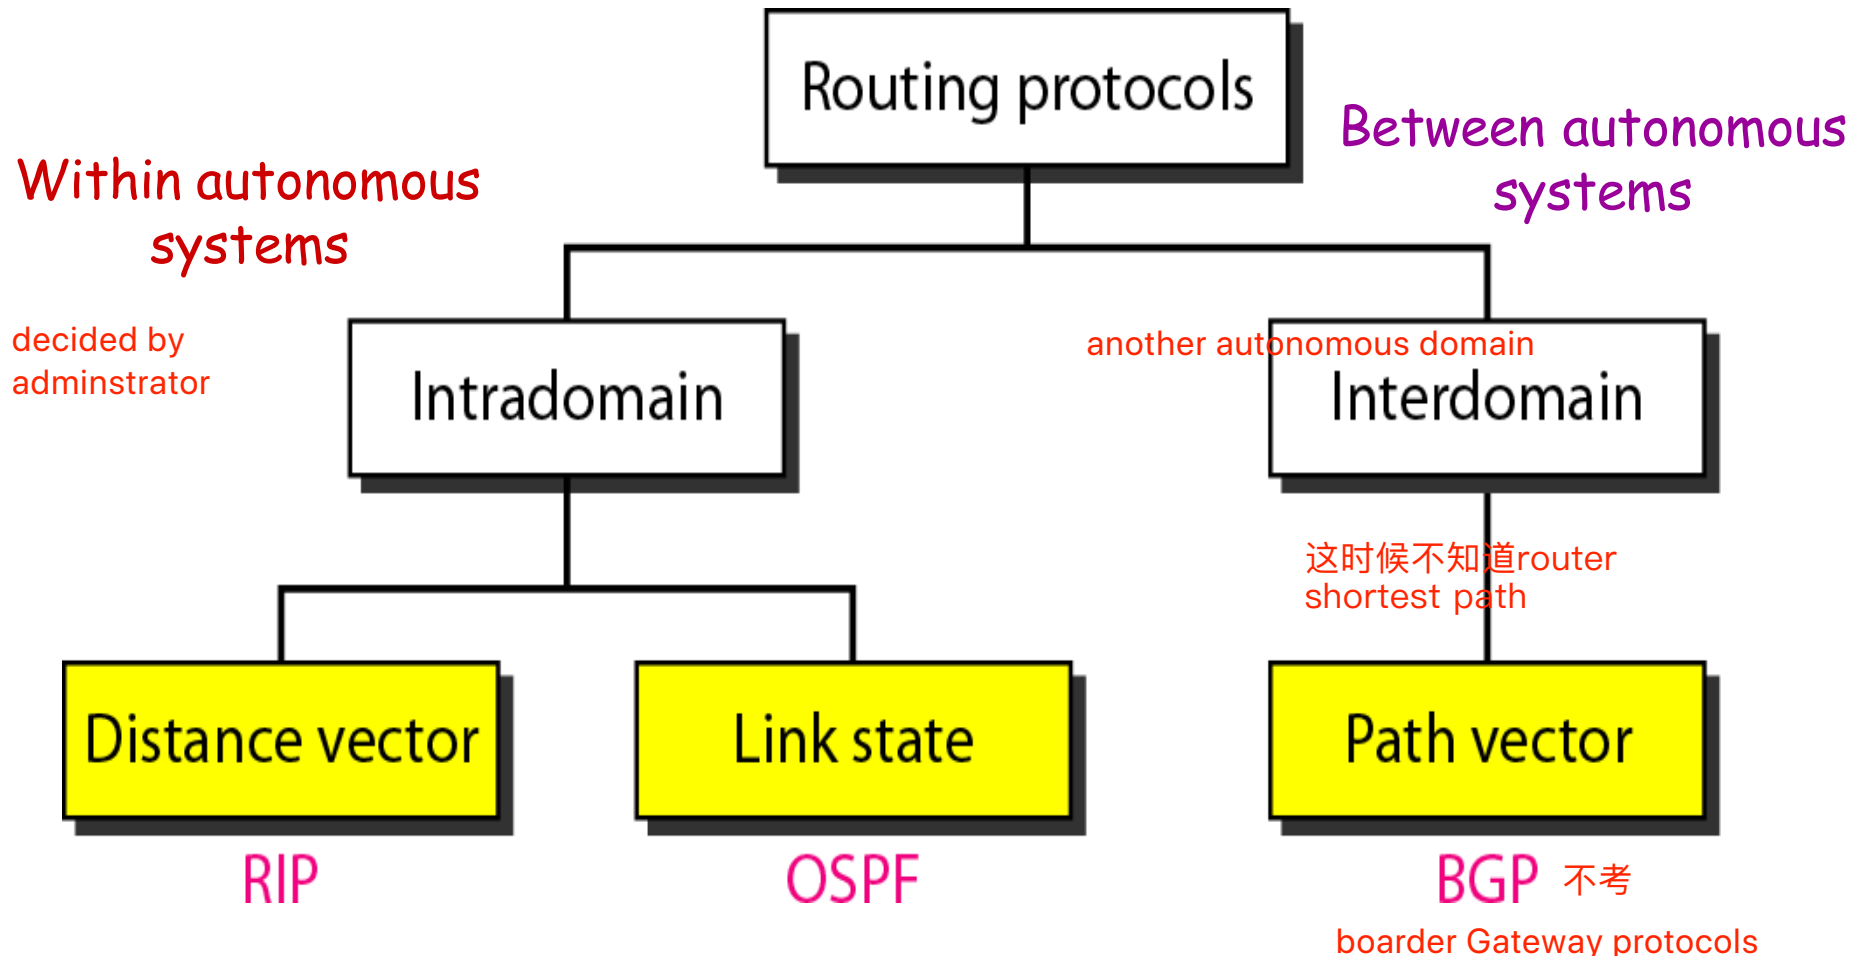 Routing protocols
Between autonomous
systems
Within autonomous
systems
decided by
adminstrator
Intradomain
another autonomous domain
Interdomain
这时候不知道router
shortest path
Distance vector
Link state
Path vector
RIP
OSPF
BGP 不考
boarder Gateway protocols